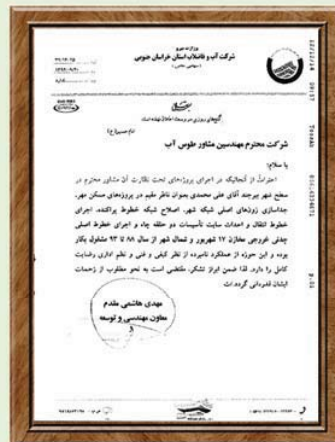 وزارت نیرو
شرکت آب و فاضلاب استان خراسان جنوبی
(سهامی خاص)
شرکت محترم مهندسین مشاور طوس آب
با سلام؛
احتراماً، از آنجائیکه در اجرای پروژه‌های تحت نظارت آن مشاور محترم در
سطح شهر بیرجند آقای علی محمدی بعنوان ناظر مقیم در پروژه‌های مسکن مهر،
جداسازی زون‌های اصلی شبکه شهر، اصلاح شبکه خطوط پراکنده، اجرای
خطوط انتقال و احداث سایت تأسیسات دو حلقه چاه و اجرای خطوط اصلی
چدنی خروجی مخازن ۱۷ شهریور و شمال شهر از سال ۸۸ تا ۹۳ مشغول بکار
بوده و این حوزه از عملکرد نامبرده از نظر کیفی و فنی و نظم اداری رضایت
کامل را دارد. لذا ضمن ابراز تشکر، مقتضی است به نحو مطلوب از زحمات
ایشان قدردانی گردد.
مهدی هاشمی مقدم
معاون مهندسی و توسعه